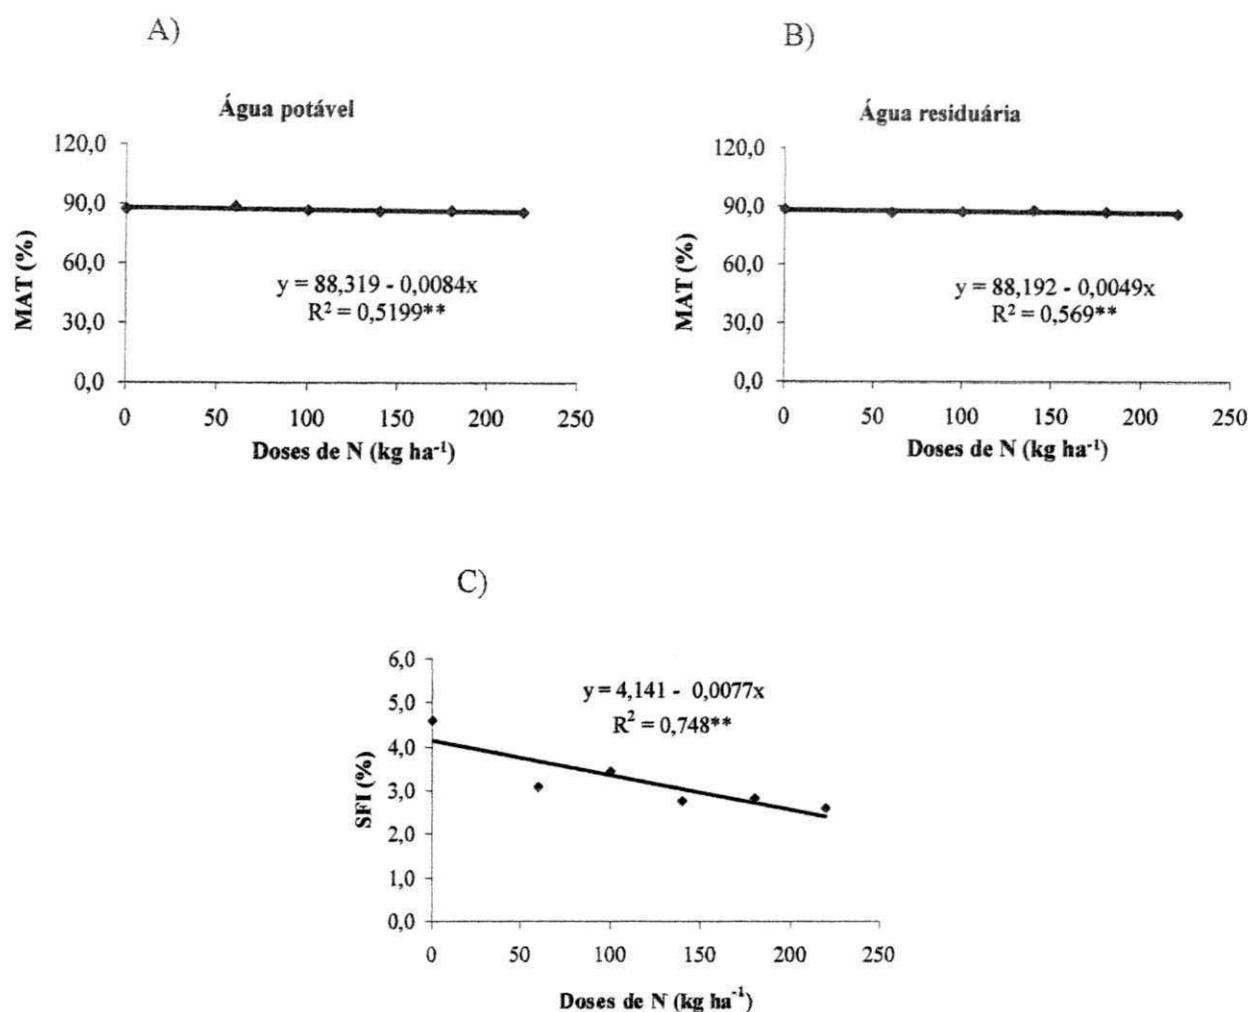 A)
Água potável
120,0
90,0
60,0
30,0
0,0
MAT (%)
y = 88,319 - 0,0084x
R² = 0,5199**
0 50 100 150 200 250
Doses de N (kg ha⁻¹)
B)
Água residuária
120,0
90,0
60,0
30,0
0,0
MAT (%)
y = 88,192 - 0,0049x
R² = 0,569**
0 50 100 150 200 250
Doses de N (kg ha⁻¹)
C)
6,0
5,0
4,0
3,0
2,0
1,0
0,0
SFI (%)
y = 4,141 - 0,0077x
R² = 0,748**
0 50 100 150 200 250
Doses de N (kg ha⁻¹)